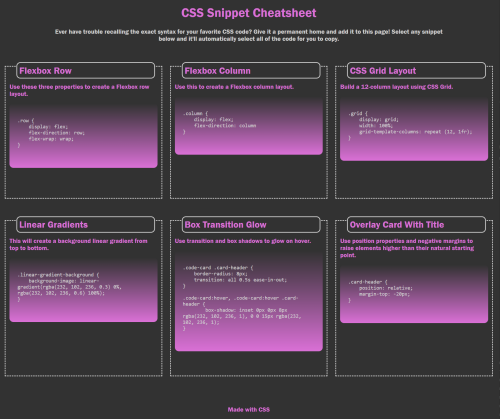 CSS Snippet Cheatsheet
Ever have trouble recalling the exact syntax for your favorite CSS code? Give it a permanent home and add it to this page! Select any snippet
below and it'll automatically select all of the code for you to copy.
Flexbox Row
Use these three properties to create a Flexbox row
layout.
.row {
display: flex;
flex-direction: row;
flex-wrap: wrap;
}
Flexbox Column
Use this to create a Flexbox column layout.
.column {
display: flex;
flex-direction: column
}
CSS Grid Layout
Build a 12-column layout using CSS Grid.
.grid {
display: grid;
width: 100%;
grid-template-columns: repeat (12, 1fr);
}
Linear Gradients
This will create a background linear gradient from
top to bottom.
.linear-gradient-background {
background-image: linear-
gradient(rgba(232, 102, 236, 0.3) 0%,
rgba(232, 102, 236, 0.6) 100%);
}
Box Transition Glow
Use transition and box shadows to glow on hover.
.code-card .card-header {
border-radius: 8px;
transition: all 0.5s ease-in-out;
}
.code-card:hover, .code-card:hover .card-
header {
box-shadow: inset 0px 0px 8px
rgba(232, 102, 236, 1), 0 0 15px rgba(232,
102, 236, 1);
}
Overlay Card With Title
Use position properties and negative margins to
raise elements higher than their natural starting
point.
.card-header {
position: relative;
margin-top: -20px;
}
Made with CSS